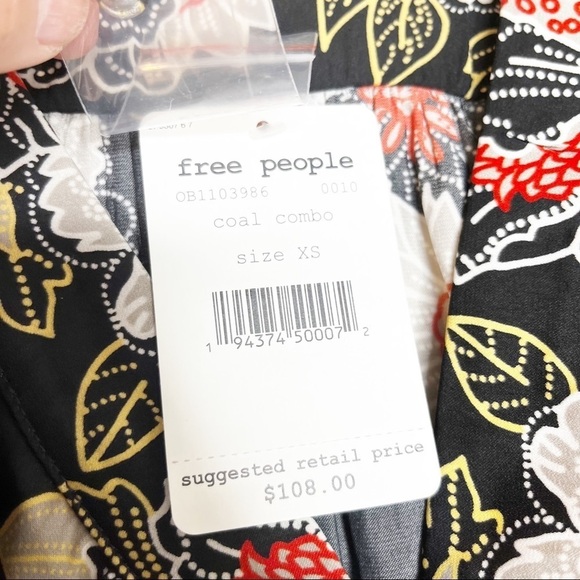 free people
OB1103986 0010
coal combo
size XS
1 94374 50007 2
suggested retail price
$108.00